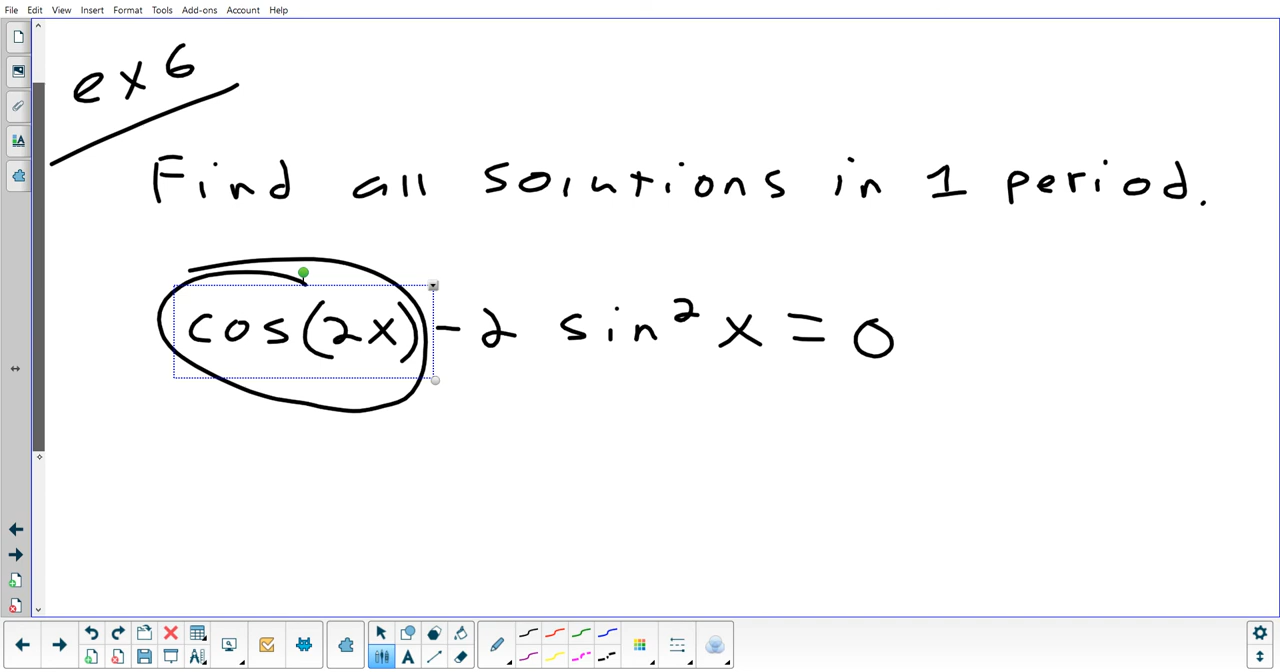 File Edit View Insert Format Tools Add-ons Account Help
ex 6
Find all solutions in 1 period.
cos(2x) - 2 sin² x = 0